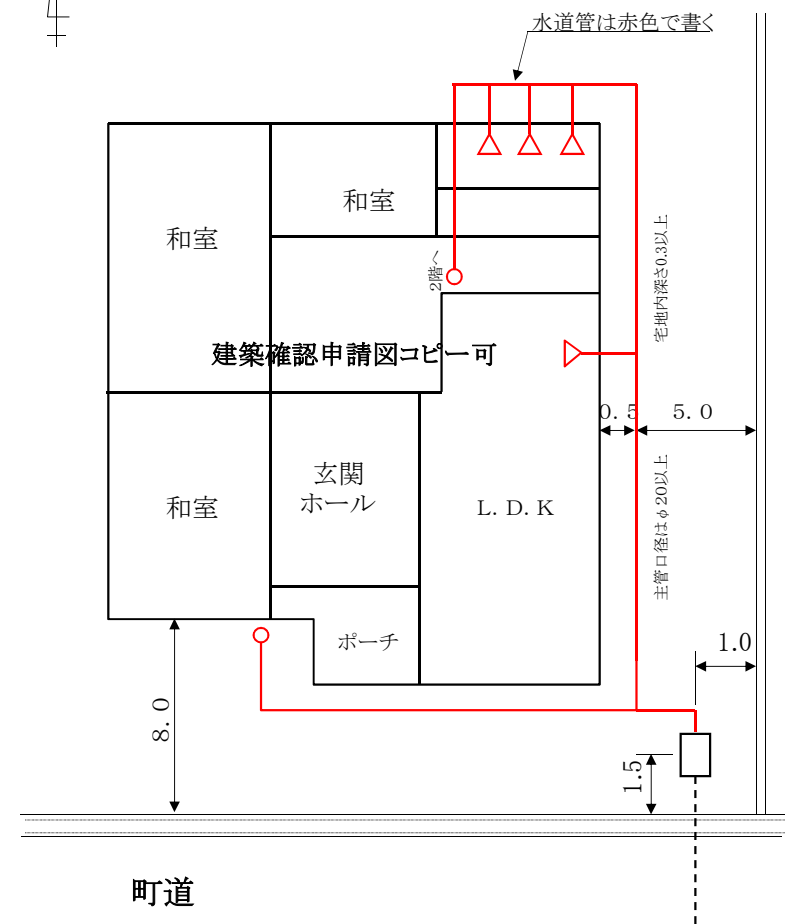 水道管は赤色で書く
和室
和室
2階へ
宅地内深さ0.3以上
建築確認申請図コピー可
0.5
5.0
玄関
ホール
和室
L.D.K
主管口径はφ20以上
ポーチ
1.0
8.0
1.5
町道